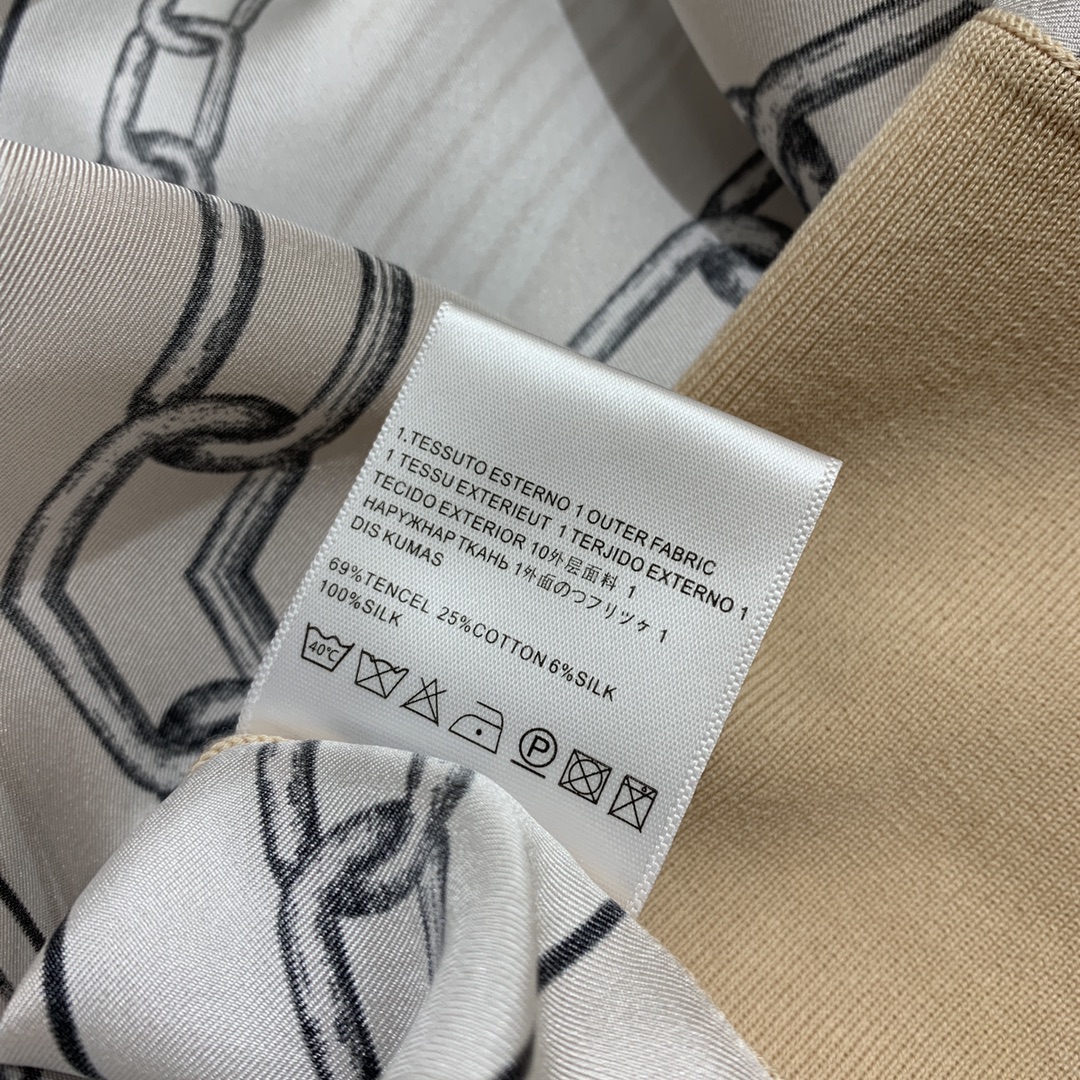 1.TESSUTO ESTERNO 1 OUTER FABRIC
1 TESSU EXTERIEUT 1 TERJIDO EXTERNO 1
TECIDO EXTERIOR 10外层面料 1
НАРУЖНАР ТКАНЬ 1外面のつフリツケ 1
DIS KUMAS
69%TENCEL 25%COTTON 6%SILK
100%SILK
40℃
P